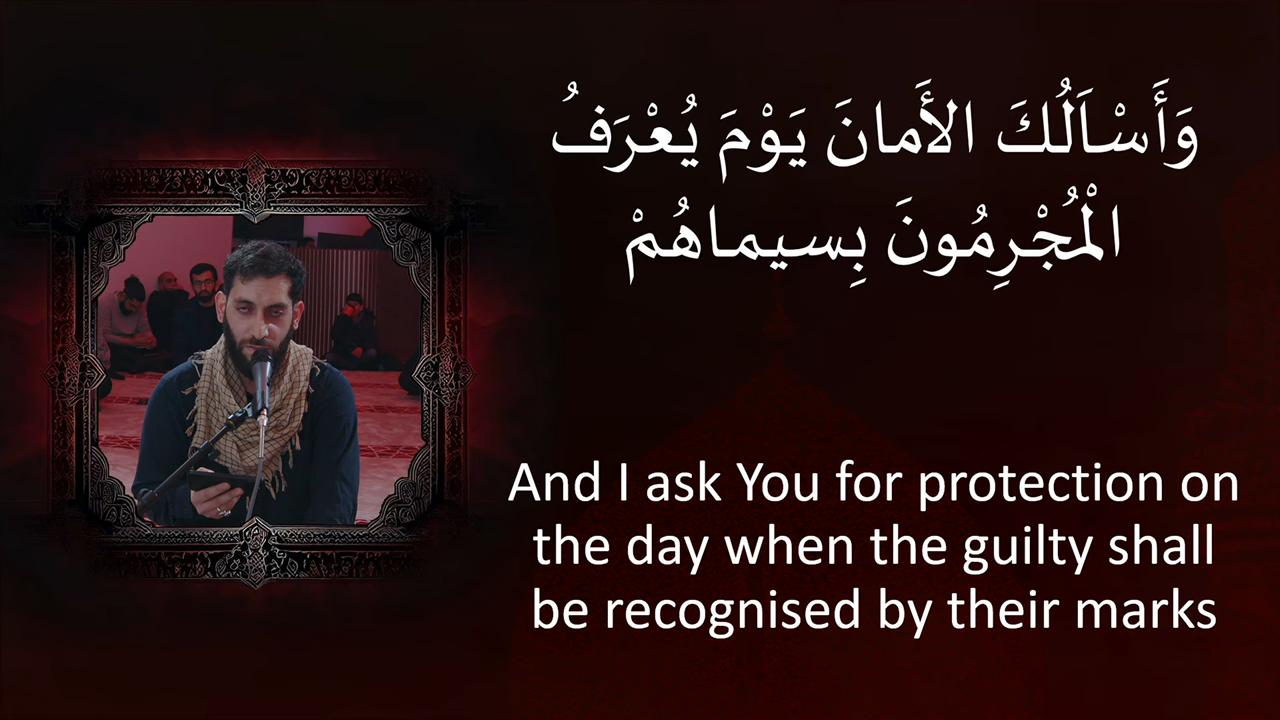 وَأَسْاَلُكَ الأَمانَ يَوْمَ يُعْرَفُ
الْمُجْرِمُونَ بِسيماهُمْ
And I ask You for protection on
the day when the guilty shall
be recognised by their marks